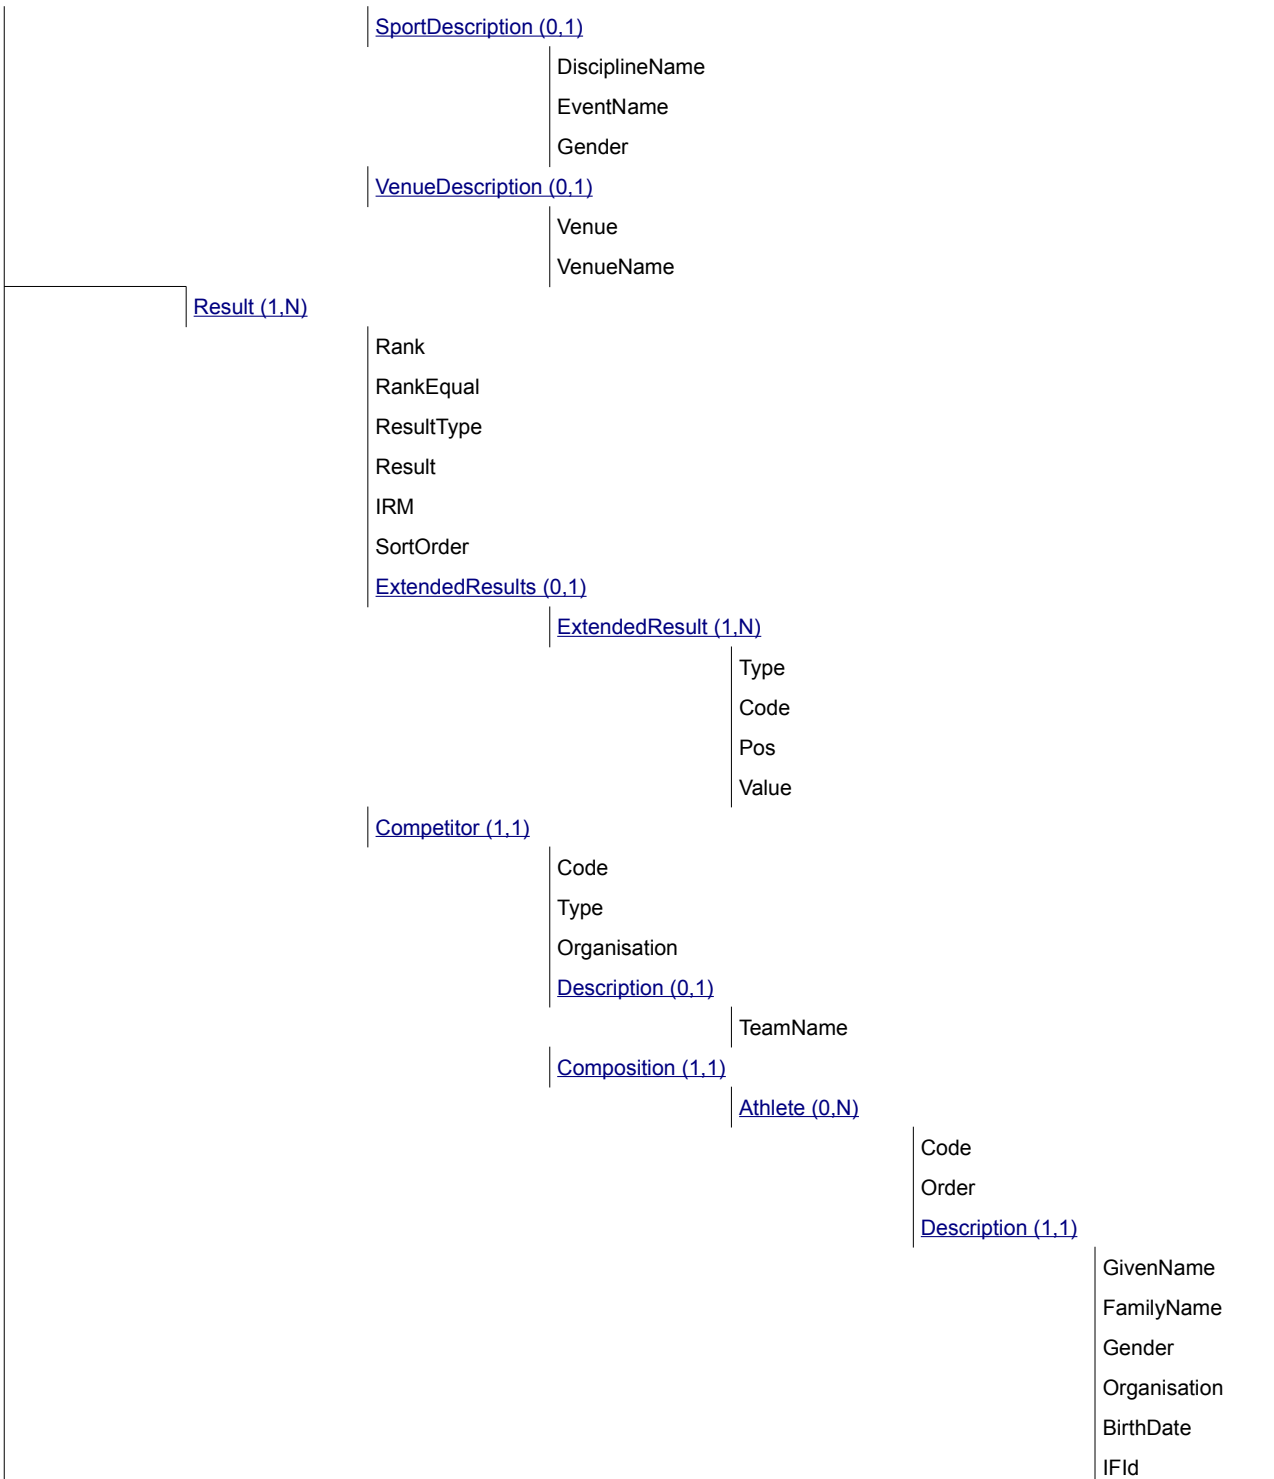 SportDescription (0,1)
DisciplineName
EventName
Gender
VenueDescription (0,1)
Venue
VenueName
Result (1,N)
Rank
RankEqual
ResultType
Result
IRM
SortOrder
ExtendedResults (0,1)
ExtendedResult (1,N)
Type
Code
Pos
Value
Competitor (1,1)
Code
Type
Organisation
Description (0,1)
TeamName
Composition (1,1)
Athlete (0,N)
Code
Order
Description (1,1)
GivenName
FamilyName
Gender
Organisation
BirthDate
IFId